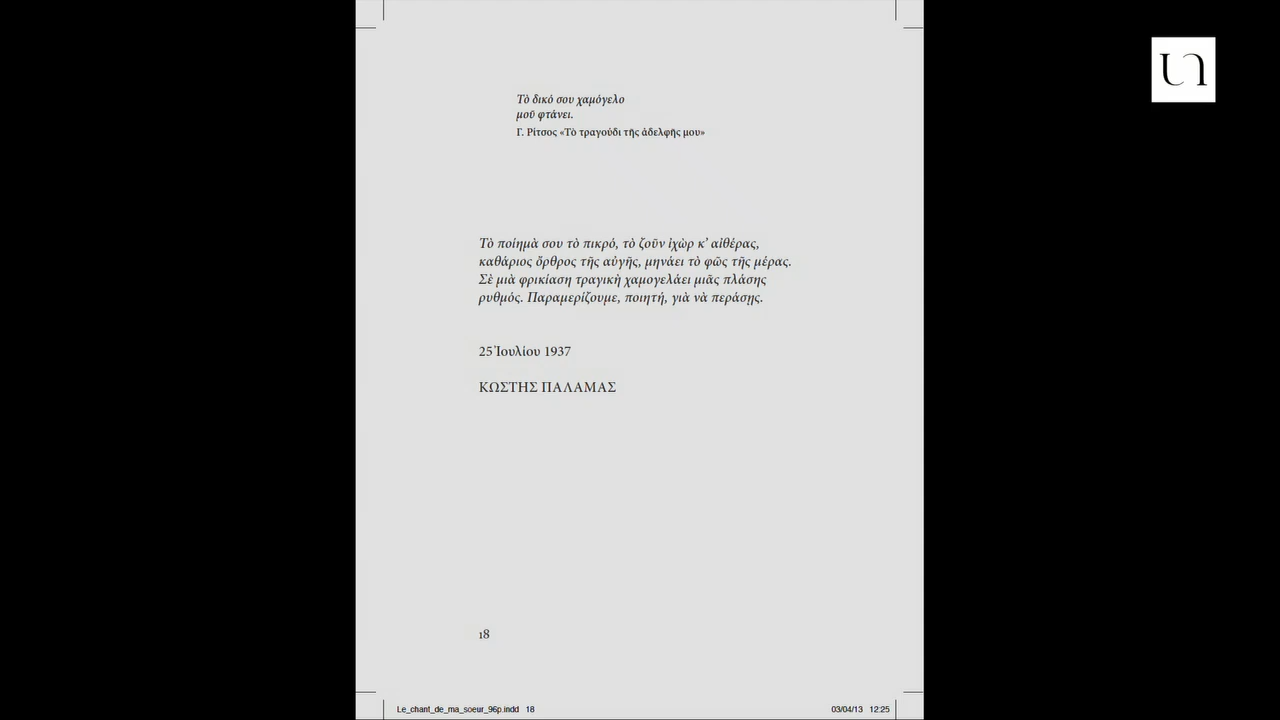 Τὸ δικό σου χαμόγελο
μοῦ φτάνει.
Γ. Ρίτσος «Τὸ τραγούδι τῆς ἀδελφῆς μου»
Τὸ ποίημὰ σου τὸ πικρό, τὸ ζοῦν ἰχὼρ κ’ αἰθέρας,
καθάριος ὄρθρος τῆς αὐγῆς, μηνάει τὸ φῶς τῆς μέρας.
Σὲ μιὰ φρικίαση τραγικὴ χαμογελάει μιᾶς πλάσης
ρυθμός. Παραμερίζουμε, ποιητή, γιὰ νὰ περάσῃς.
25 Ἰουλίου 1937
ΚΩΣΤΗΣ ΠΑΛΑΜΑΣ
18
Le_chant_de_ma_soeur_96p.indd 18
03/04/13 12:25